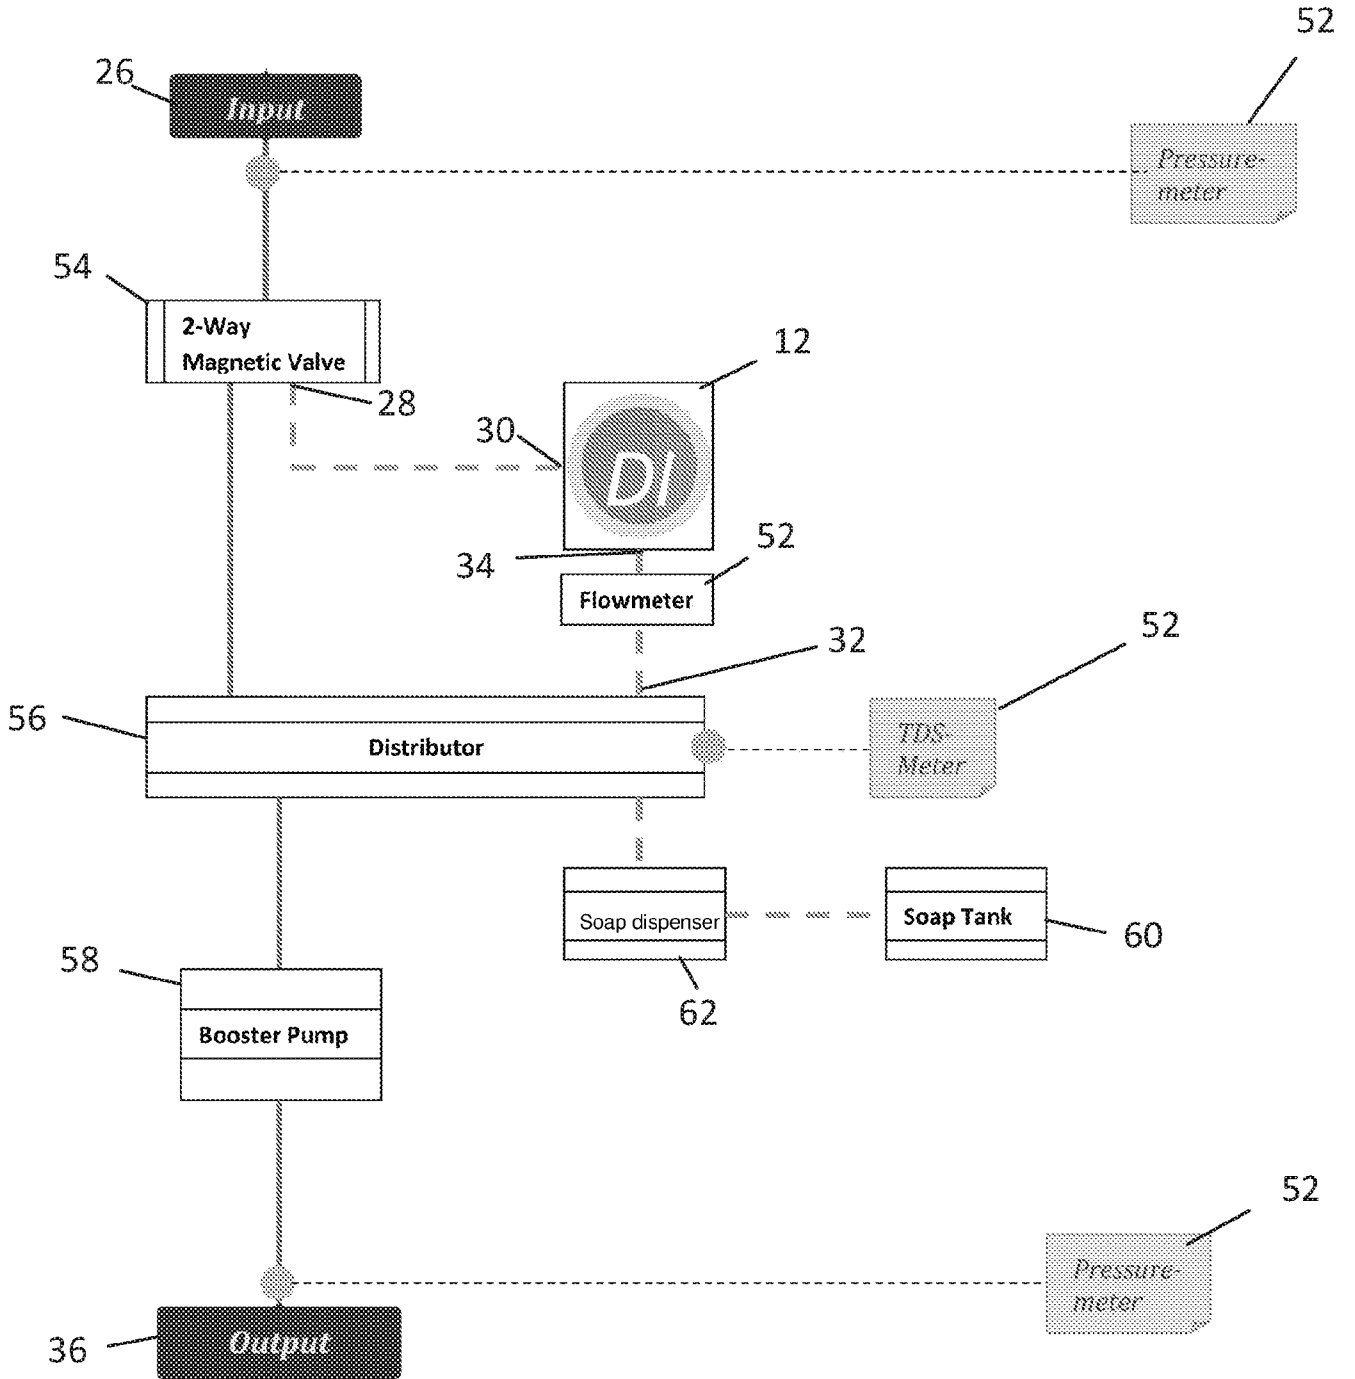 52
26
Input
Pressure-
meter
54
2-Way
Magnetic Valve
12
28
30
DI
52
34
Flowmeter
52
32
56
Distributor
TDS-
Meter
Soap dispenser
Soap Tank
60
58
62
Booster Pump
52
Pressure-
meter
Output
36